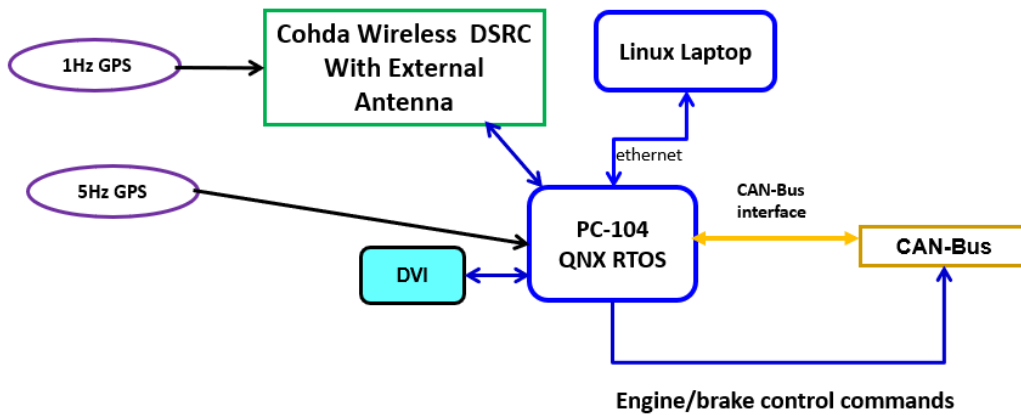 1Hz GPS
Cohda Wireless  DSRC
With External
Antenna
Linux Laptop
ethernet
5Hz GPS
CAN-Bus
interface
PC-104
QNX RTOS
CAN-Bus
DVI
Engine/brake control commands